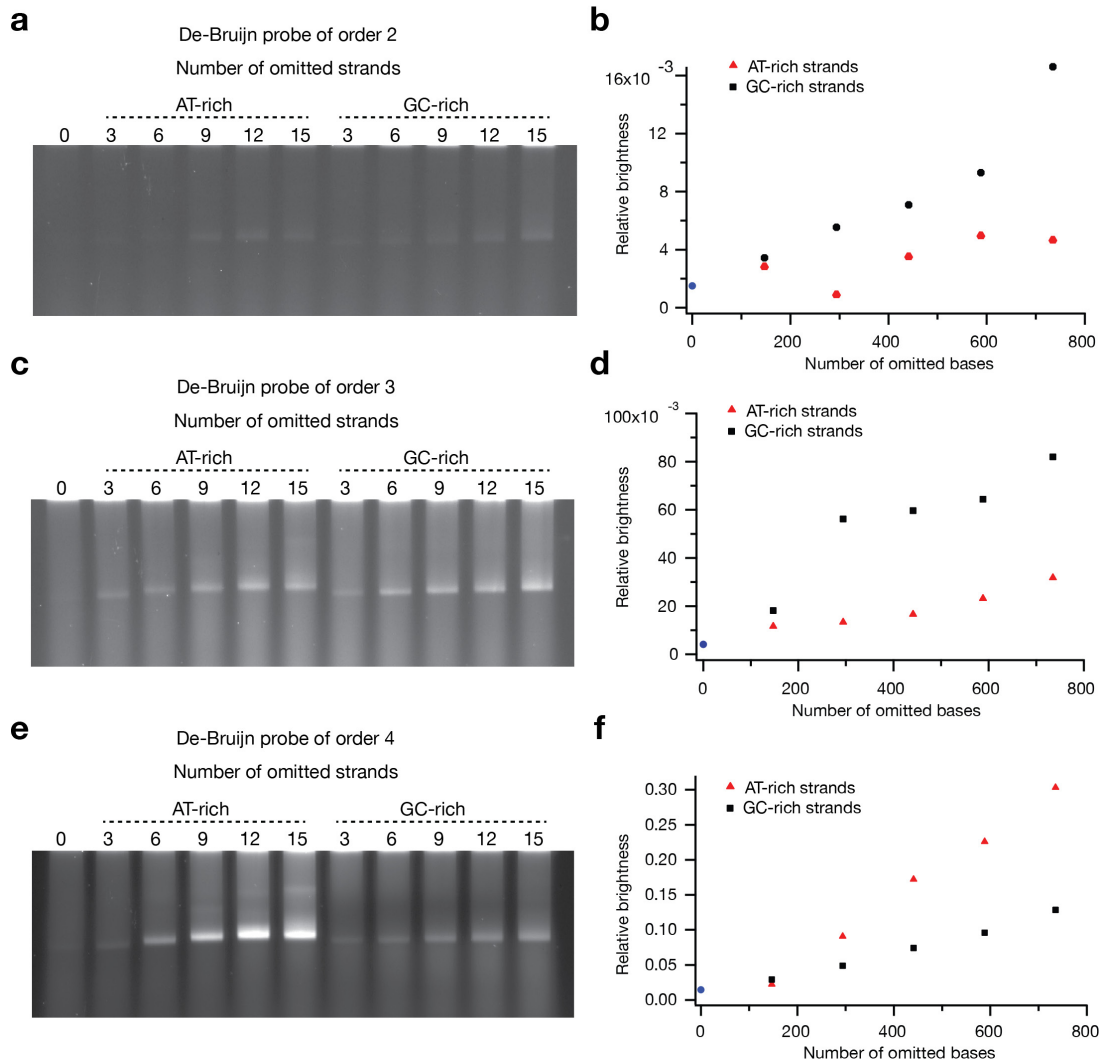 a
De-Bruijn probe of order 2
Number of omitted strands
AT-rich GC-rich
0 3 6 9 12 15 3 6 9 12 15
b
AT-rich strands
GC-rich strands
16x10 -3
12
8
4
0
Relative brightness
0 200 400 600 800
Number of omitted bases
c
De-Bruijn probe of order 3
Number of omitted strands
AT-rich GC-rich
0 3 6 9 12 15 3 6 9 12 15
d
AT-rich strands
GC-rich strands
100x10 -3
80
60
40
20
0
Relative brightness
0 200 400 600 800
Number of omitted bases
e
De-Bruijn probe of order 4
Number of omitted strands
AT-rich GC-rich
0 3 6 9 12 15 3 6 9 12 15
f
AT-rich strands
GC-rich strands
0.30
0.25
0.20
0.15
0.10
0.05
0.00
Relative brightness
0 200 400 600 800
Number of omitted bases